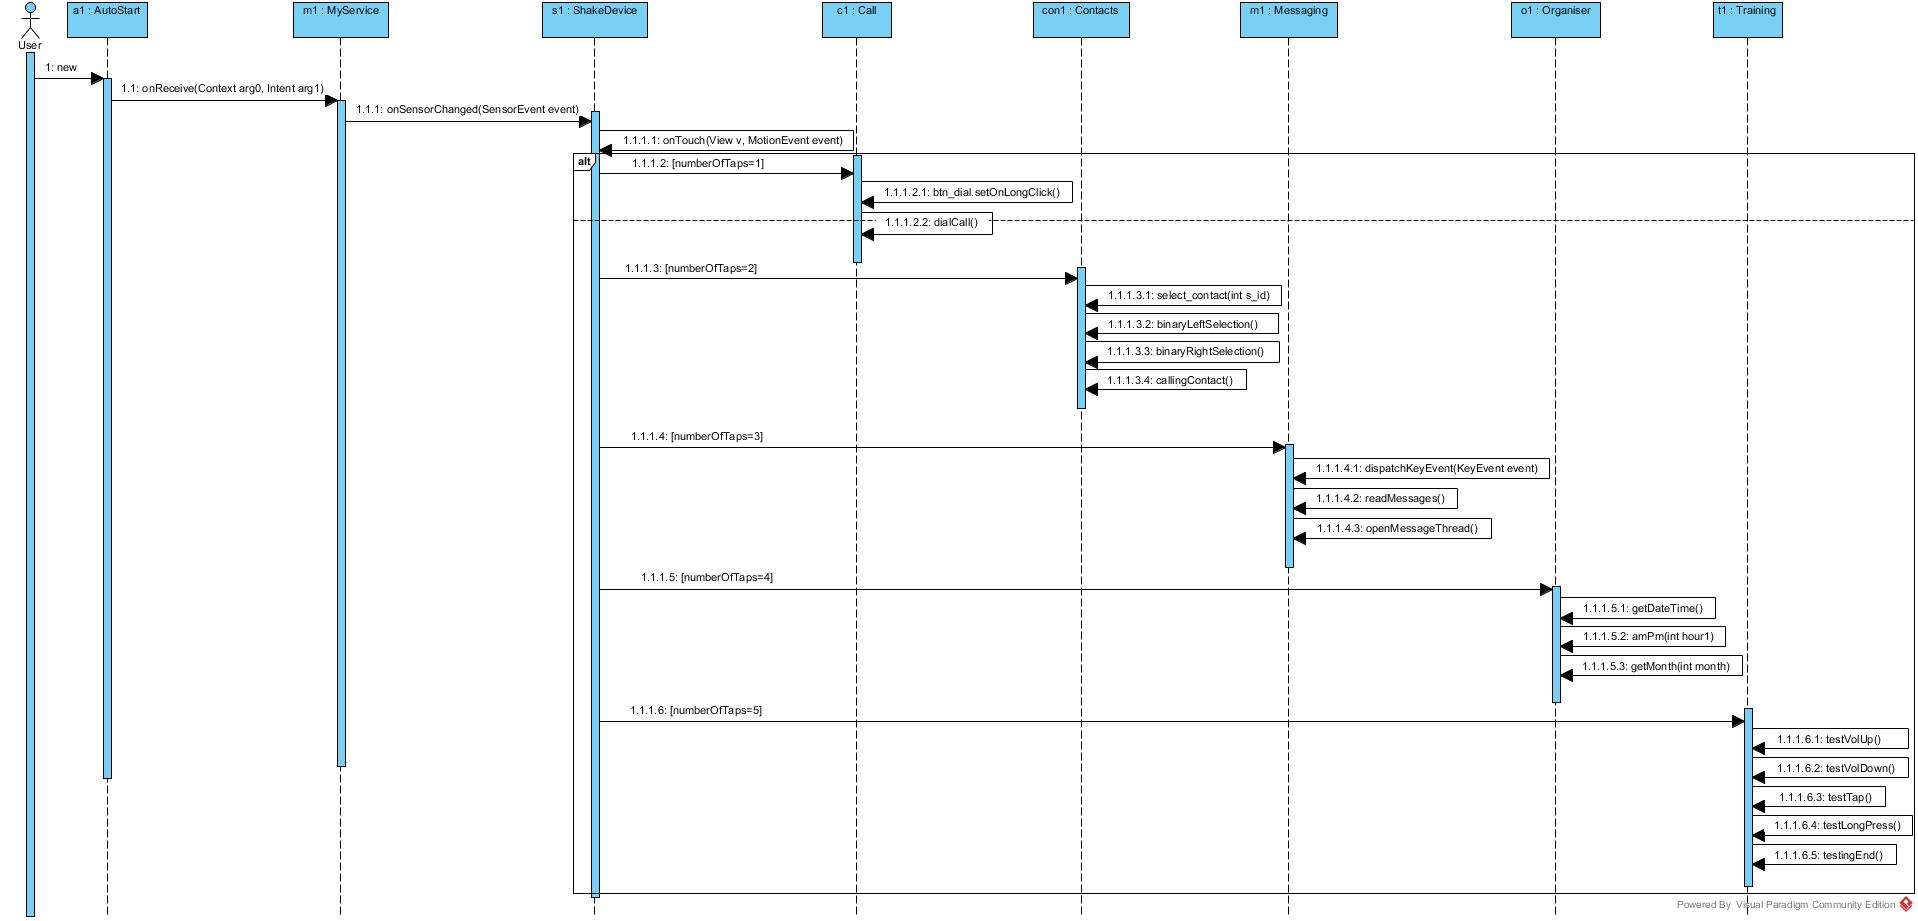 a1 : AutoStart
m1 : MyService
s1 : ShakeDevice
c1 : Call
con1 : Contacts
m1 : Messaging
o1 : Organiser
t1 : Training
User
1: new
1.1: onReceive(Context arg0, Intent arg1)
1.1.1: onSensorChanged(SensorEvent event)
1.1.1.1: onTouch(View v, MotionEvent event)
alt
1.1.1.2: [numberOfTaps=1]
1.1.1.2.1: btn_dial.setOnLongClick()
1.1.1.2.2: dialCall()
1.1.1.3: [numberOfTaps=2]
1.1.1.3.1: select_contact(int s_id)
1.1.1.3.2: binaryLeftSelection()
1.1.1.3.3: binaryRightSelection()
1.1.1.3.4: callingContact()
1.1.1.4: [numberOfTaps=3]
1.1.1.4.1: dispatchKeyEvent(KeyEvent event)
1.1.1.4.2: readMessages()
1.1.1.4.3: openMessageThread()
1.1.1.5: [numberOfTaps=4]
1.1.1.5.1: getDateTime()
1.1.1.5.2: amPm(int hour1)
1.1.1.5.3: getMonth(int month)
1.1.1.6: [numberOfTaps=5]
1.1.1.6.1: testVolUp()
1.1.1.6.2: testVolDown()
1.1.1.6.3: testTap()
1.1.1.6.4: testLongPress()
1.1.1.6.5: testingEnd()
Powered By Visual Paradigm Community Edition